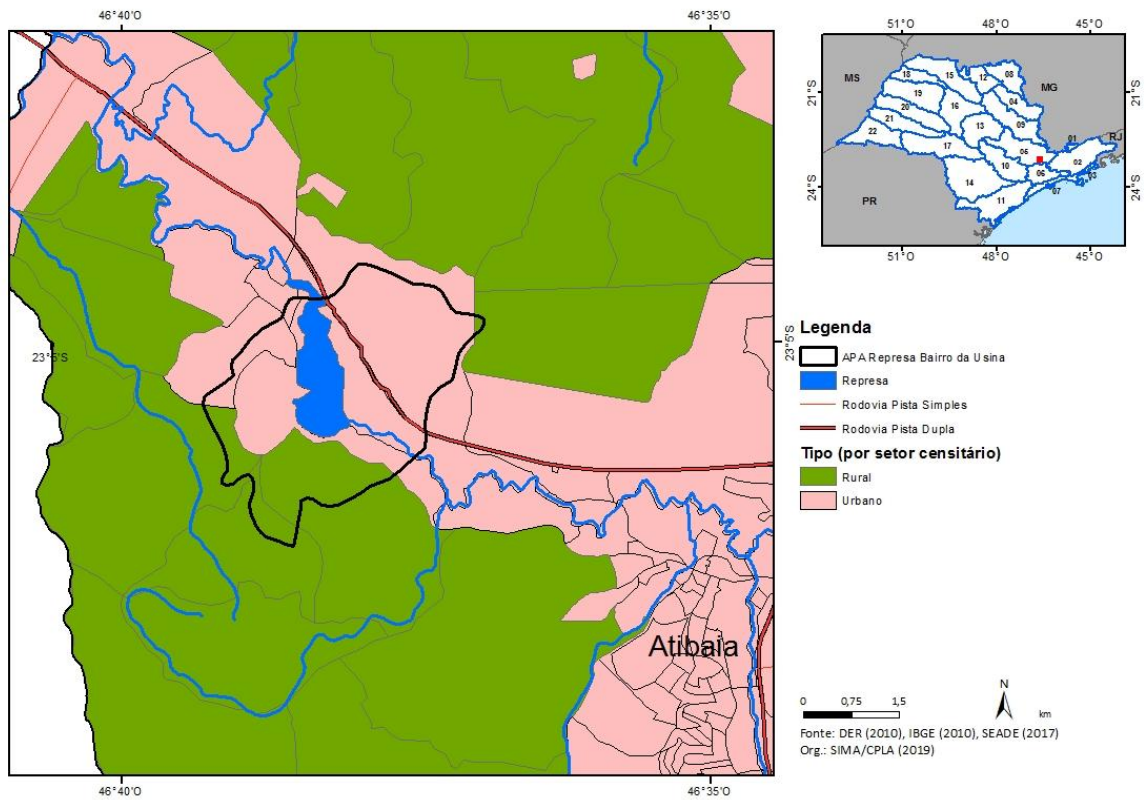 46°40'O
46°35'O
23°5'S
23°5'S
Atibaia
46°40'O
46°35'O
51°O
48°O
45°O
21°S
21°S
24°S
24°S
MS
MG
RJ
PR
18
15
12
08
19
04
20
16
09
21
13
22
17
05
01
10
02
06
03
14
07
11
Legenda
APA Represa Bairro da Usina
Represa
Rodovia Pista Simples
Rodovia Pista Dupla
Tipo (por setor censitário)
Rural
Urbano
N
0 0,75 1,5
km
Fonte: DER (2010), IBGE (2010), SEADE (2017)
Org.: SIMA/CPLA (2019)